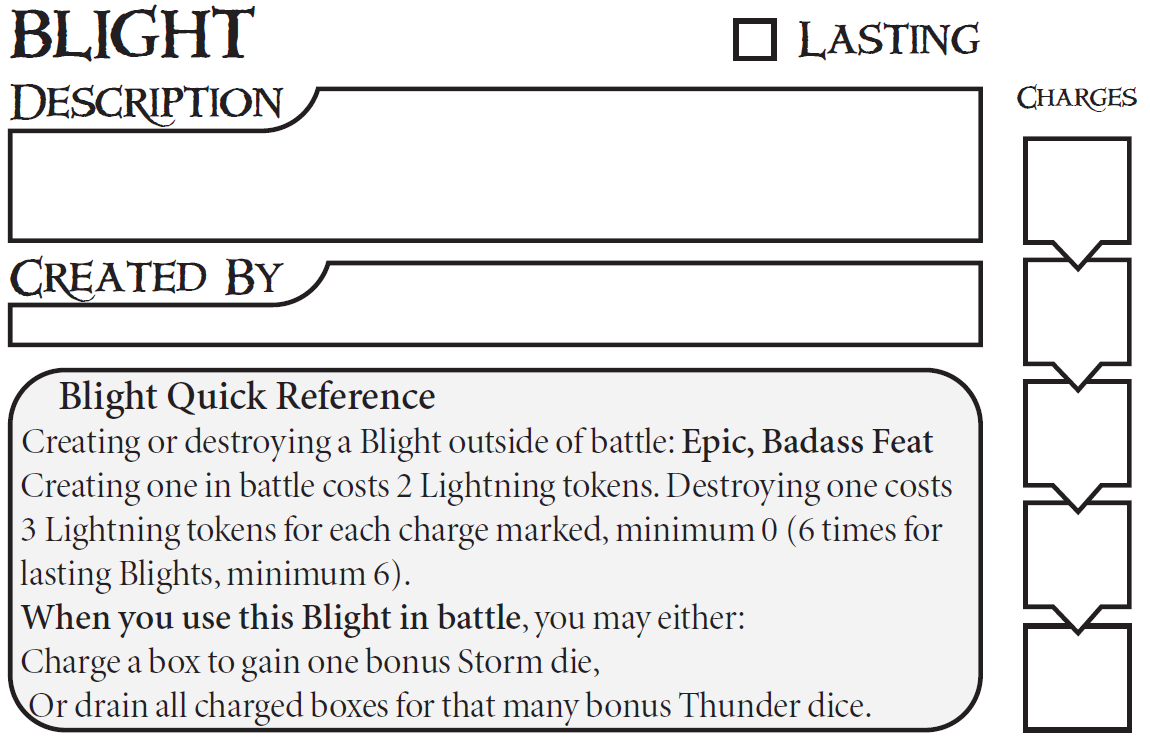 BLIGHT
LASTING
DESCRIPTION
CHARGES
CREATED BY
Blight Quick Reference
Creating or destroying a Blight outside of battle: Epic, Badass Feat
Creating one in battle costs 2 Lightning tokens. Destroying one costs
3 Lightning tokens for each charge marked, minimum 0 (6 times for
lasting Blights, minimum 6).
When you use this Blight in battle, you may either:
Charge a box to gain one bonus Storm die,
Or drain all charged boxes for that many bonus Thunder dice.